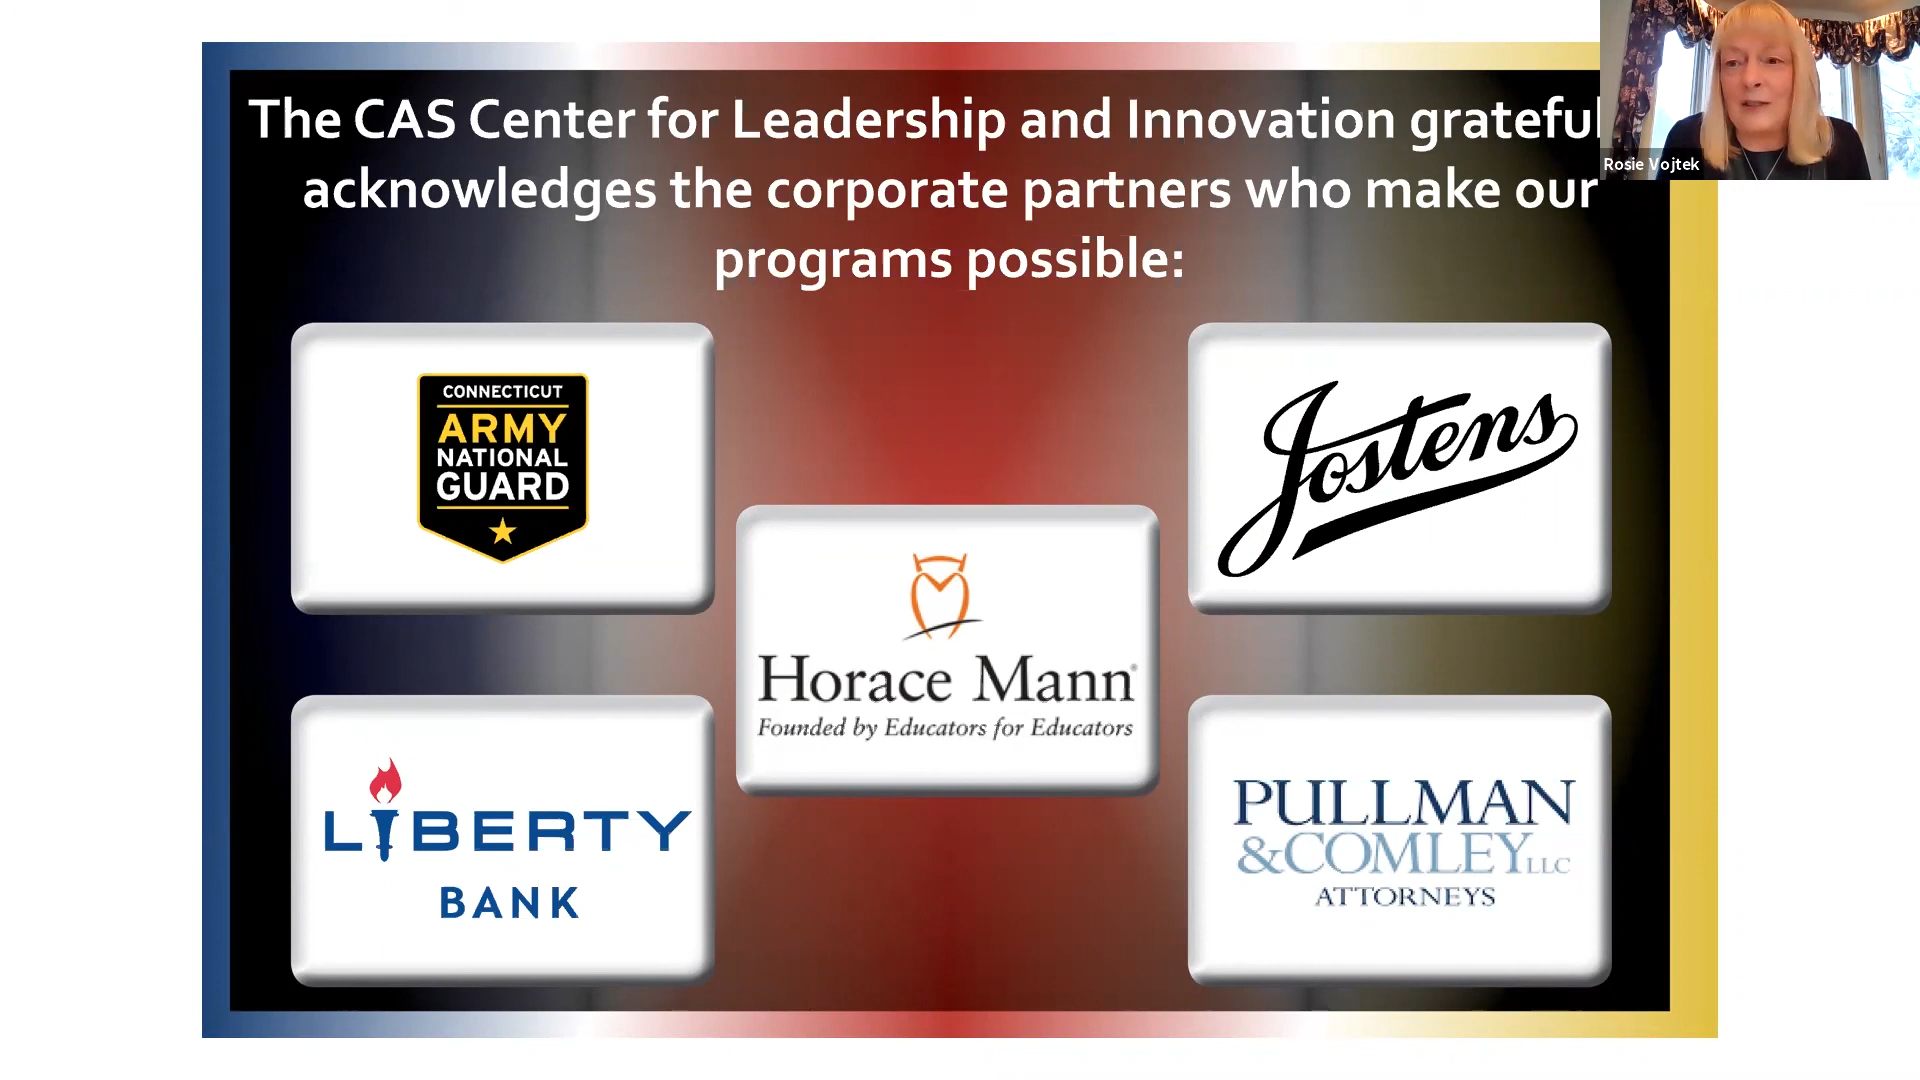 The CAS Center for Leadership and Innovation grateful
acknowledges the corporate partners who make our
programs possible:
Rosie Vojtek
CONNECTICUT
ARMY
NATIONAL
GUARD
Jostens
Horace Mann®
Founded by Educators for Educators
LIBERTY
BANK
PULLMAN
&COMLEY LLC
ATTORNEYS